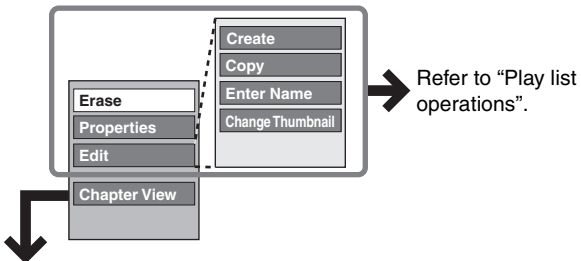 Create
Copy
Enter Name
Change Thumbnail
Erase
Properties
Edit
Chapter View
Refer to “Play list
operations”.